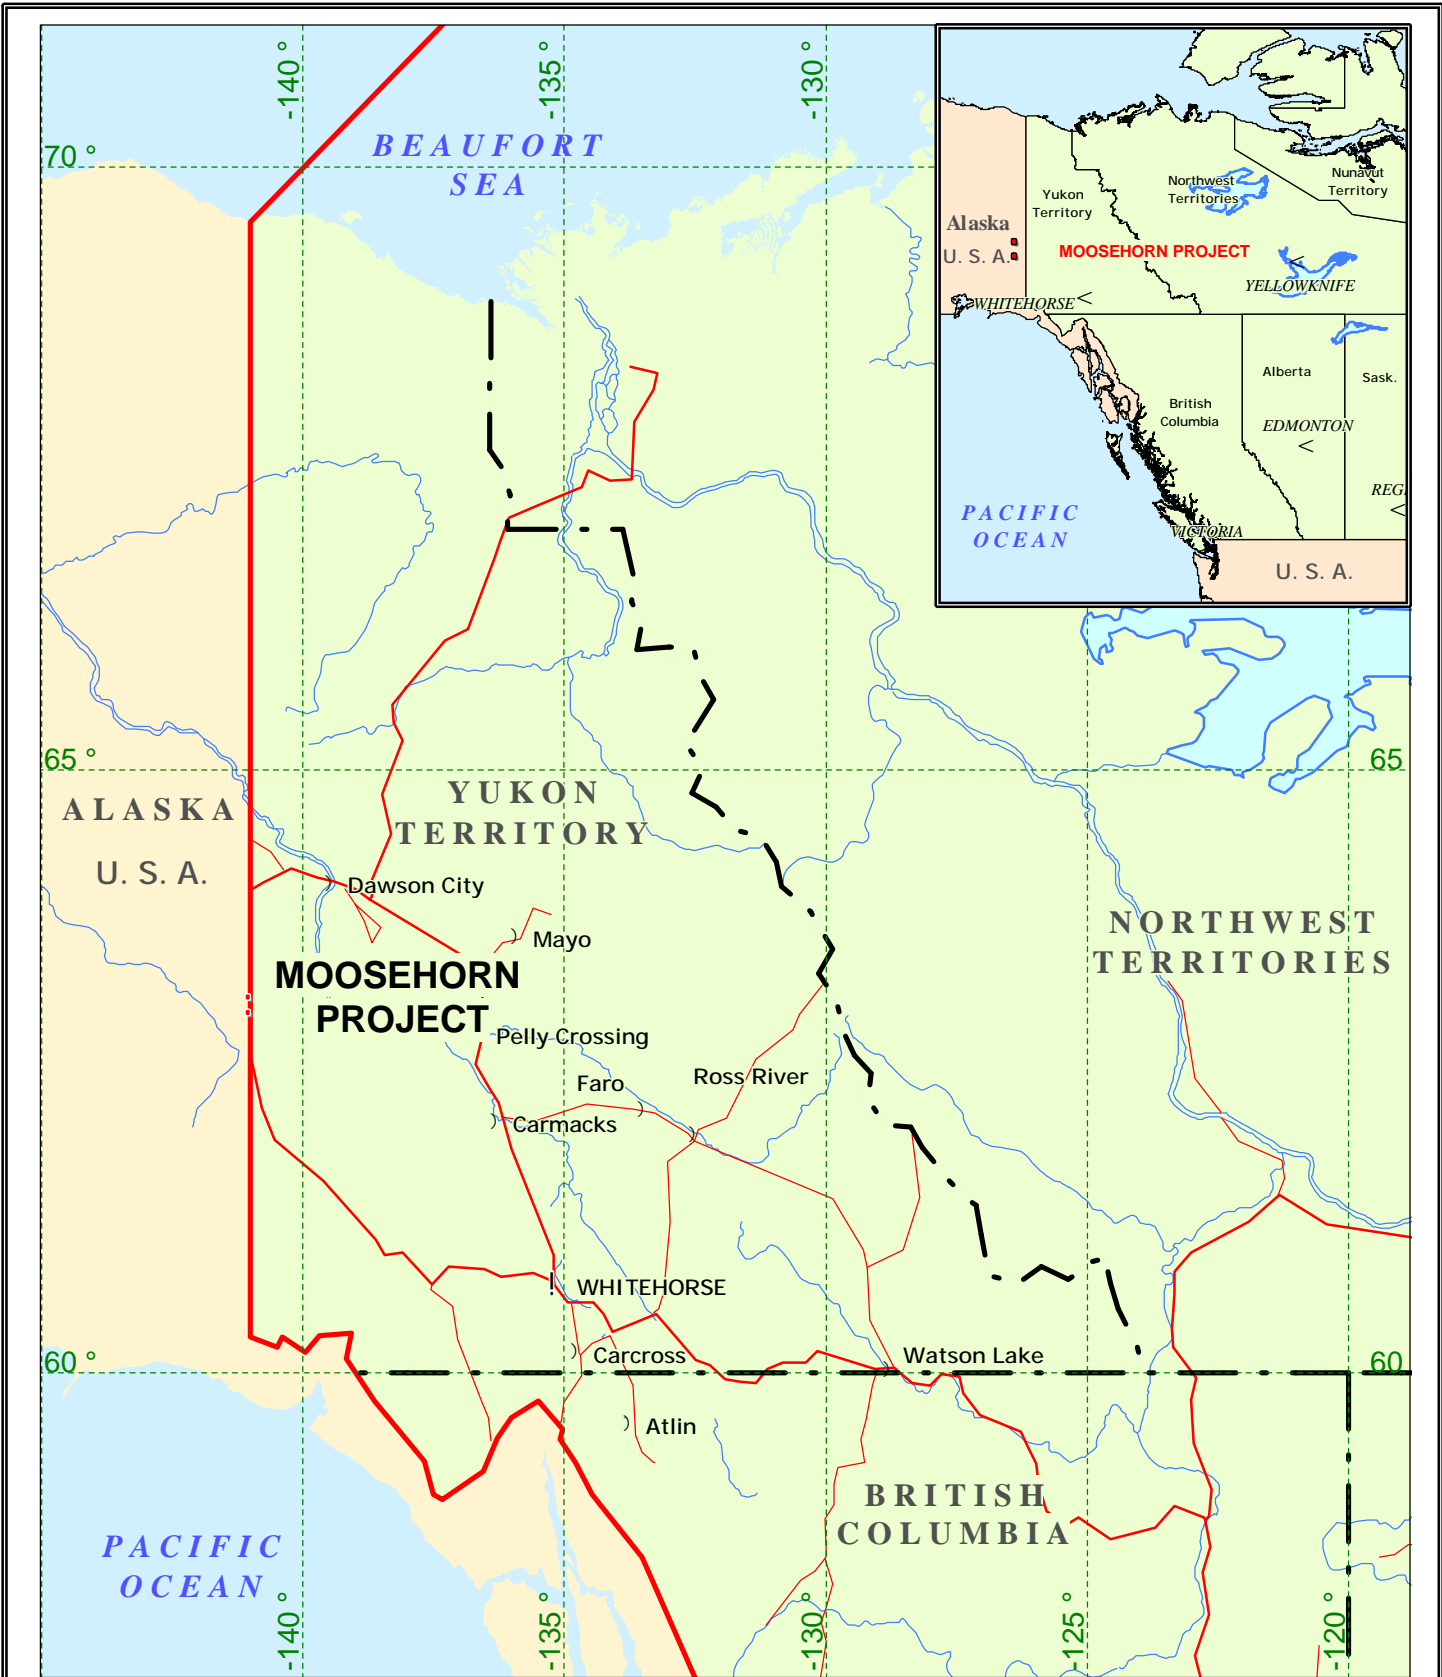 -140 °
-135 °
-130 °
BEAUFORT
SEA
70 °
Yukon
Territory
Northwest
Territories
Nunavut
Territory
Alaska
U. S. A.
MOOSEHORN PROJECT
YELLOWKNIFE
WHITEHORSE
Alberta
Sask.
British
Columbia
EDMONTON
REGI
PACIFIC
OCEAN
VICTORIA
U. S. A.
65 °
65
YUKON
TERRITORY
ALASKA
U. S. A.
Dawson City
Mayo
NORTHWEST
TERRITORIES
MOOSEHORN
PROJECT
Pelly Crossing
Faro
Ross River
Carmacks
WHITEHORSE
Carcross
Watson Lake
60 °
60
Atlin
BRITISH
COLUMBIA
PACIFIC
OCEAN
-140 °
-135 °
-130 °
-125 °
-120 °